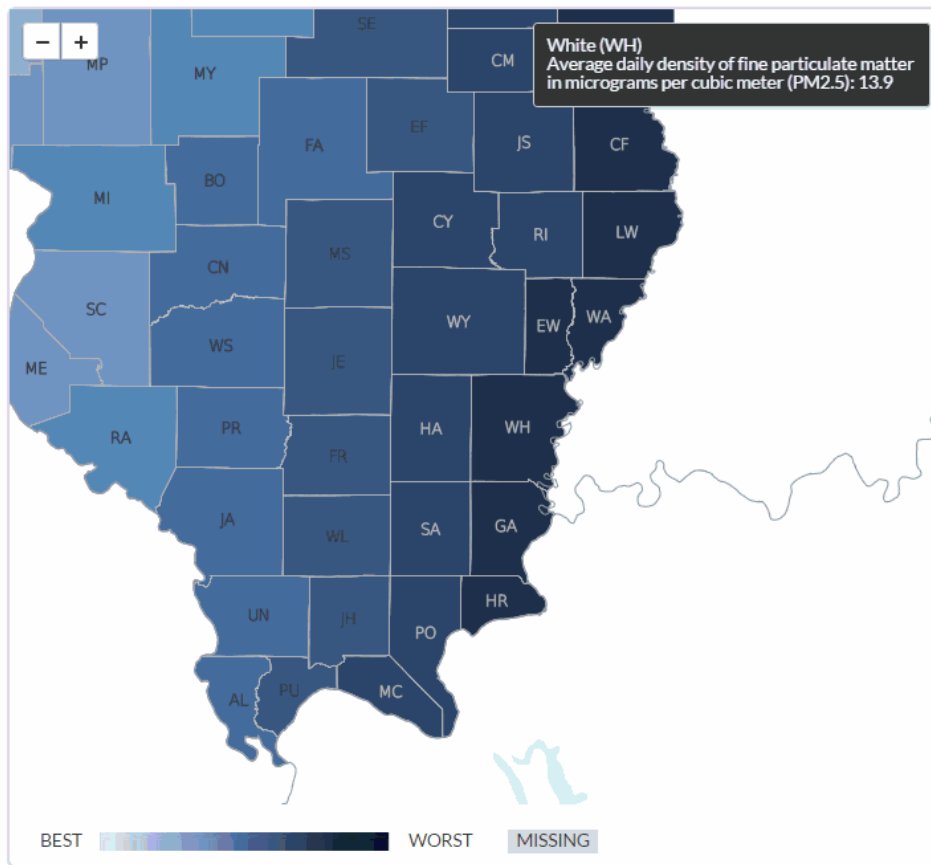 − +
SE
White (WH)
Average daily density of fine particulate matter
in micrograms per cubic meter (PM2.5): 13.9
MP
MY
CM
FA
EF
JS
CF
MI
BO
CY
RI
LW
CN
MS
SC
WY
EW
WA
WS
JE
ME
RA
PR
FR
HA
WH
JA
WL
SA
GA
UN
JH
PO
HR
AL
PU
MC
BEST WORST MISSING